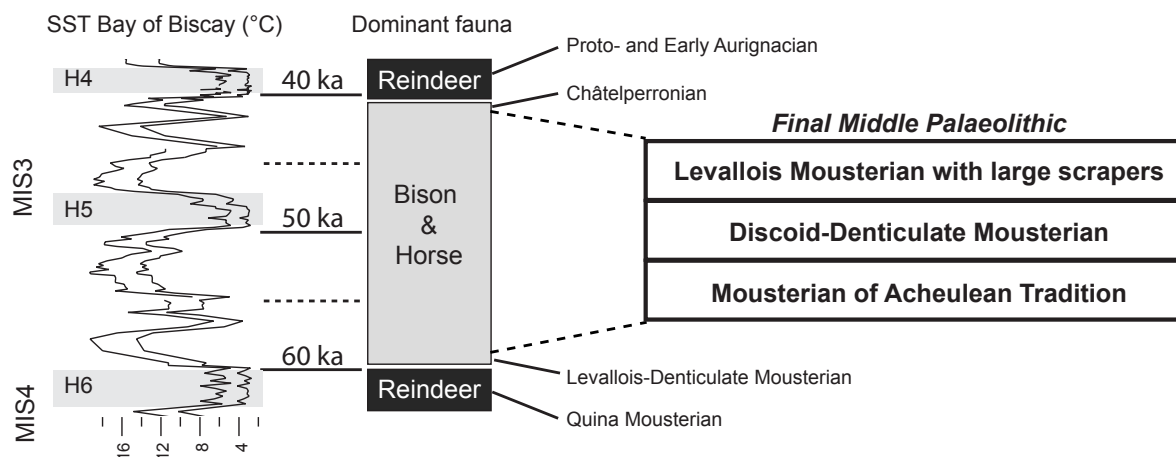 SST Bay of Biscay (°C)
Dominant fauna
H4
40 ka
Reindeer
Proto- and Early Aurignacian
Châtelperronian
Final Middle Palaeolithic
Levallois Mousterian with large scrapers
MIS3
H5
50 ka
Bison
&
Horse
Discoid-Denticulate Mousterian
Mousterian of Acheulean Tradition
60 ka
Levallois-Denticulate Mousterian
MIS4
H6
Reindeer
Quina Mousterian
16
12
8
4